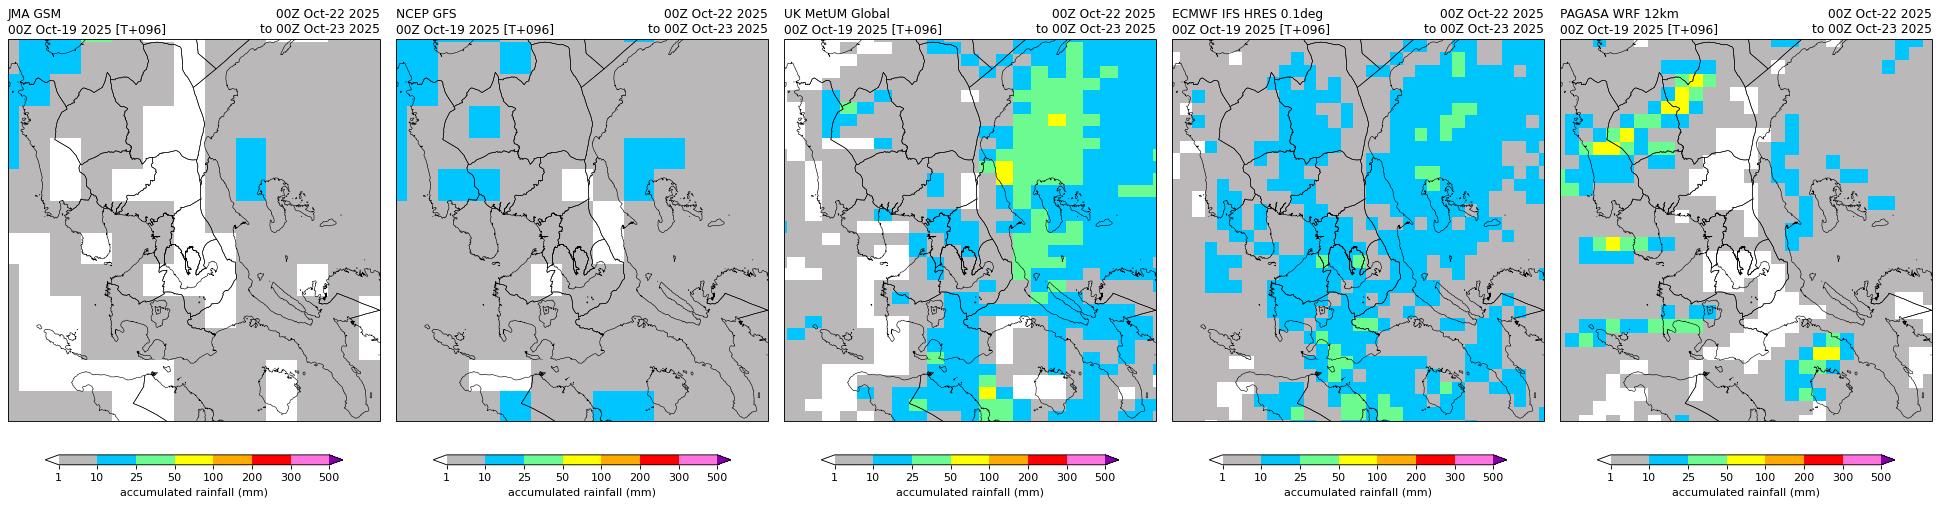 JMA GSM 00Z Oct-22 2025
00Z Oct-19 2025 [T+096] to 00Z Oct-23 2025
1 10 25 50 100 200 300 500
accumulated rainfall (mm)
NCEP GFS 00Z Oct-22 2025
00Z Oct-19 2025 [T+096] to 00Z Oct-23 2025
1 10 25 50 100 200 300 500
accumulated rainfall (mm)
UK MetUM Global 00Z Oct-22 2025
00Z Oct-19 2025 [T+096] to 00Z Oct-23 2025
1 10 25 50 100 200 300 500
accumulated rainfall (mm)
ECMWF IFS HRES 0.1deg 00Z Oct-22 2025
00Z Oct-19 2025 [T+096] to 00Z Oct-23 2025
1 10 25 50 100 200 300 500
accumulated rainfall (mm)
PAGASA WRF 12km 00Z Oct-22 2025
00Z Oct-19 2025 [T+096] to 00Z Oct-23 2025
1 10 25 50 100 200 300 500
accumulated rainfall (mm)